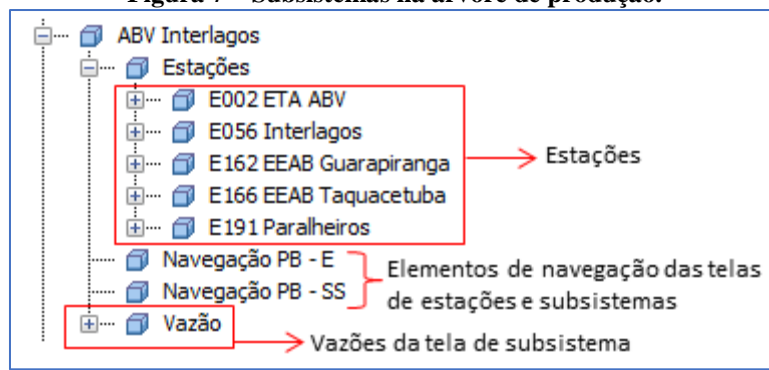 Figura 7 – Subsistemas na árvore de produção.
ABV Interlagos
Estações
E002 ETA ABV
E056 Interlagos
E162 EEAB Guarapiranga
Estações
E166 EEAB Taquacetuba
E191 Paralheiros
Navegação PB - E
Navegação PB - SS
Elementos de navegação das telas
de estações e subsistemas
Vazão
Vazões da tela de subsistema